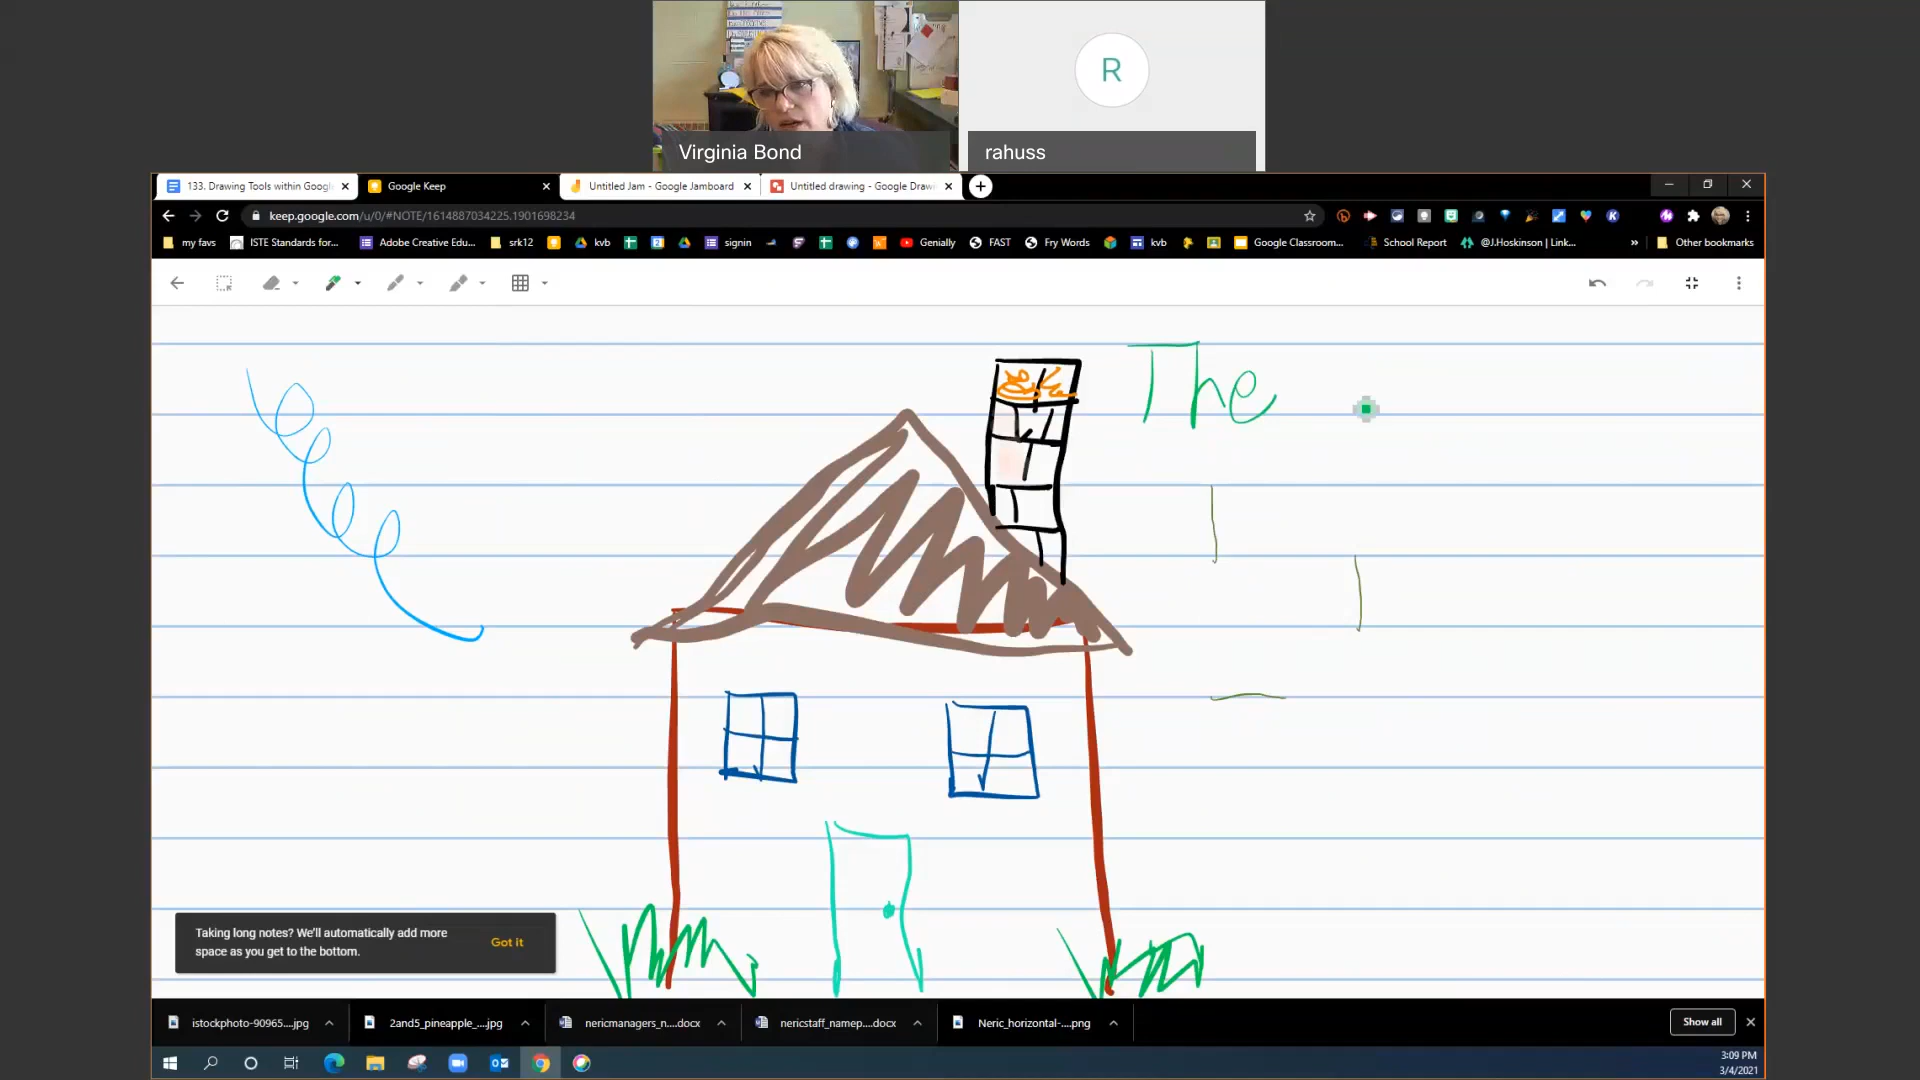 R
Virginia Bond
rahuss
133. Drawing Tools within Google
Google Keep
Untitled Jam - Google Jamboard
Untitled drawing - Google Draw
keep.google.com/u/0/#NOTE/1614887034225.1901698234
my favs
ISTE Standards for...
Adobe Creative Edu...
srk12
kvb
signin
Genially
FAST
Fry Words
kvb
Google Classroom...
School Report
@J.Hoskinson | Link...
»
Other bookmarks
The
Taking long notes? We'll automatically add more
space as you get to the bottom.
Got it
istockphoto-90965....jpg
2and5_pineapple_....jpg
nericmanagers_n....docx
nericstaff_namep....docx
Neric_horizontal-....png
Show all
3:09 PM
3/4/2021